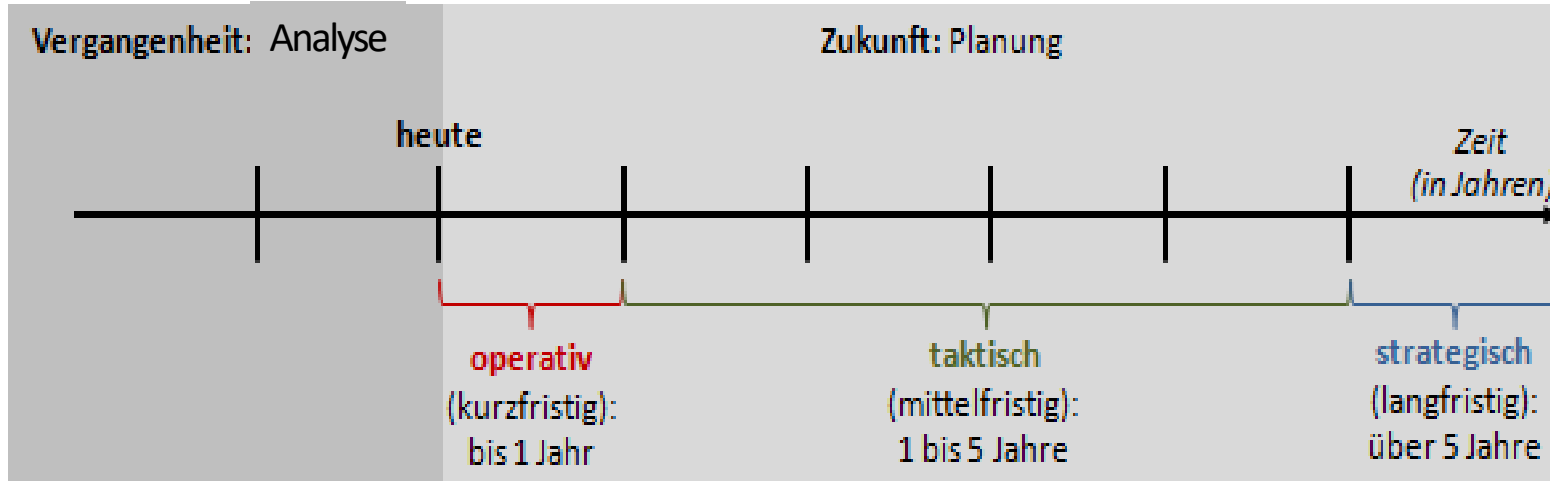 Vergangenheit: Analyse
Zukunft: Planung
heute
Zeit
(in Jahren)
operativ
(kurzfristig):
bis 1 Jahr
taktisch
(mittelfristig):
1 bis 5 Jahre
strategisch
(langfristig):
über 5 Jahre